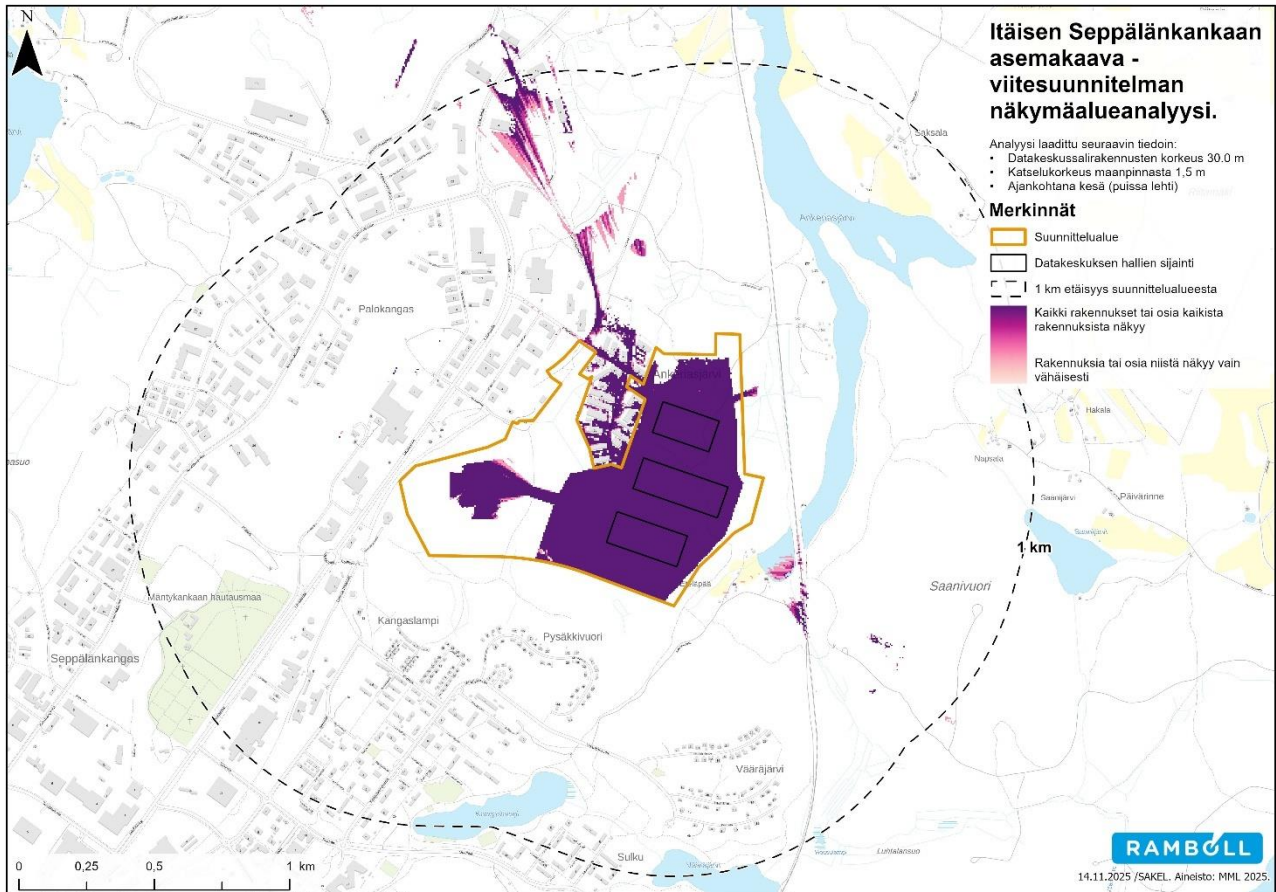 N
Itäisen Seppälänkankaan
asemakaava -
viitesuunnitelman
näkymäalueanalyysi.
Analyysi laadittu seuraavin tiedoin:
▪ Datakeskussalirakennusten korkeus 30.0 m
▪ Katselukorkeus maanpinnasta 1,5 m
▪ Ajankohtana kesä (puissa lehti)
Merkinnät
Suunnittelualue
Datakeskuksen hallien sijainti
1 km etäisyys suunnittelualueesta
Kaikki rakennukset tai osia kaikista
rakennuksista näkyy
Rakennuksia tai osia niistä näkyy vain
vähäisesti
Saksala
Palokangas
Hakala
Napsala
Saanijärvi
Päivärinne
Saanijärvi
1 km
Saanivuori
Mäntykankaan hautausmaa
Kangaslampi
Pysäkkivuori
Seppälänkangas
Vääräjärvi
Sulku
Luhtalansuo
0 0,25 0,5 1 km
RAMBOLL
14.11.2025 /SAKEL. Aineisto: MML 2025.